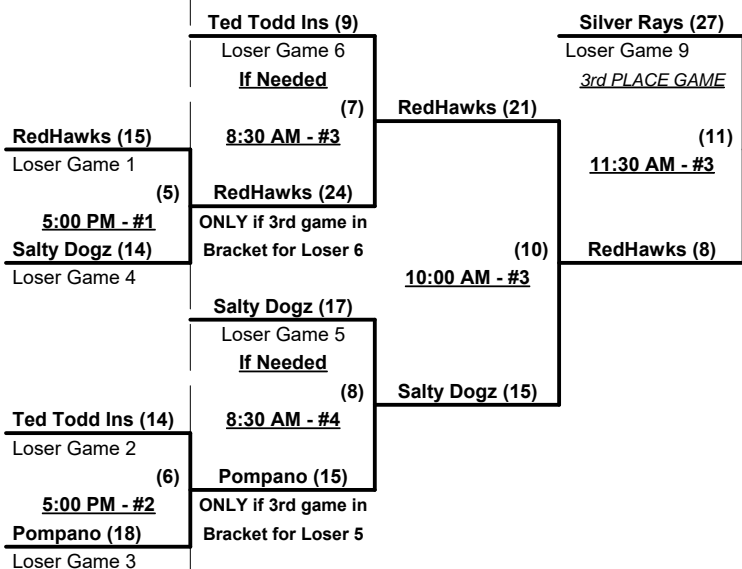 Ted Todd Ins (9)
Loser Game 6
If Needed
(7)
8:30 AM - #3
Silver Rays (27)
Loser Game 9
3rd PLACE GAME
RedHawks (21)
(11)
11:30 AM - #3
RedHawks (15)
Loser Game 1
(5)
5:00 PM - #1
Salty Dogz (14)
Loser Game 4
RedHawks (24)
ONLY if 3rd game in
Bracket for Loser 6
(10)
10:00 AM - #3
RedHawks (8)
Salty Dogz (17)
Loser Game 5
If Needed
(8)
8:30 AM - #4
Salty Dogz (15)
Ted Todd Ins (14)
Loser Game 2
(6)
5:00 PM - #2
Pompano (18)
Loser Game 3
Pompano (15)
ONLY if 3rd game in
Bracket for Loser 5